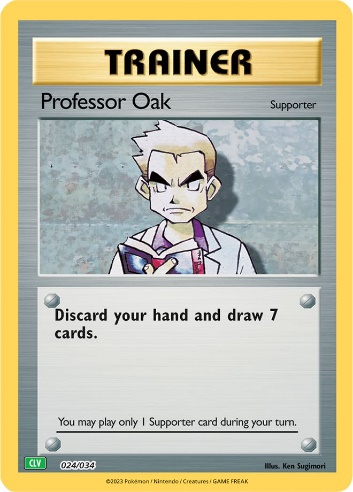 TRAINER
Professor Oak
Supporter
Discard your hand and draw 7
cards.
You may play only 1 Supporter card during your turn.
CLV 024/034
Illus. Ken Sugimori
©2023 Pokémon / Nintendo / Creatures / GAME FREAK